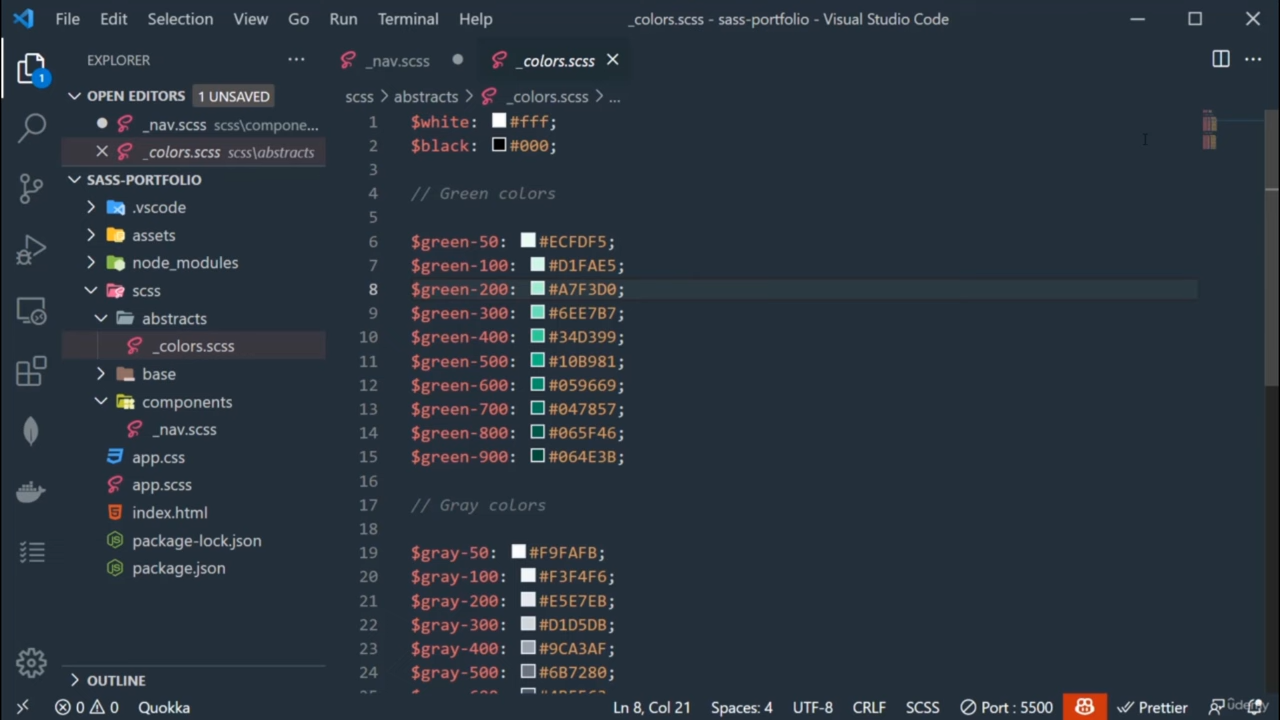 File Edit Selection View Go Run Terminal Help
_colors.scss - sass-portfolio - Visual Studio Code
EXPLORER
1
OPEN EDITORS 1 UNSAVED
_nav.scss scss\compone...
_colors.scss scss\abstracts
SASS-PORTFOLIO
.vscode
assets
node_modules
scss
abstracts
_colors.scss
base
components
_nav.scss
app.css
app.scss
index.html
package-lock.json
package.json
OUTLINE
_nav.scss
_colors.scss
scss > abstracts > _colors.scss > ...
1 $white: #fff;
2 $black: #000;
3
4 // Green colors
5
6 $green-50: #ECFDF5;
7 $green-100: #D1FAE5;
8 $green-200: #A7F3D0;
9 $green-300: #6EE7B7;
10 $green-400: #34D399;
11 $green-500: #10B981;
12 $green-600: #059669;
13 $green-700: #047857;
14 $green-800: #065F46;
15 $green-900: #064E3B;
16
17 // Gray colors
18
19 $gray-50: #F9FAFB;
20 $gray-100: #F3F4F6;
21 $gray-200: #E5E7EB;
22 $gray-300: #D1D5DB;
23 $gray-400: #9CA3AF;
24 $gray-500: #6B7280;
0 0 Quokka
Ln 8, Col 21 Spaces: 4 UTF-8 CRLF SCSS Port : 5500 Prettier